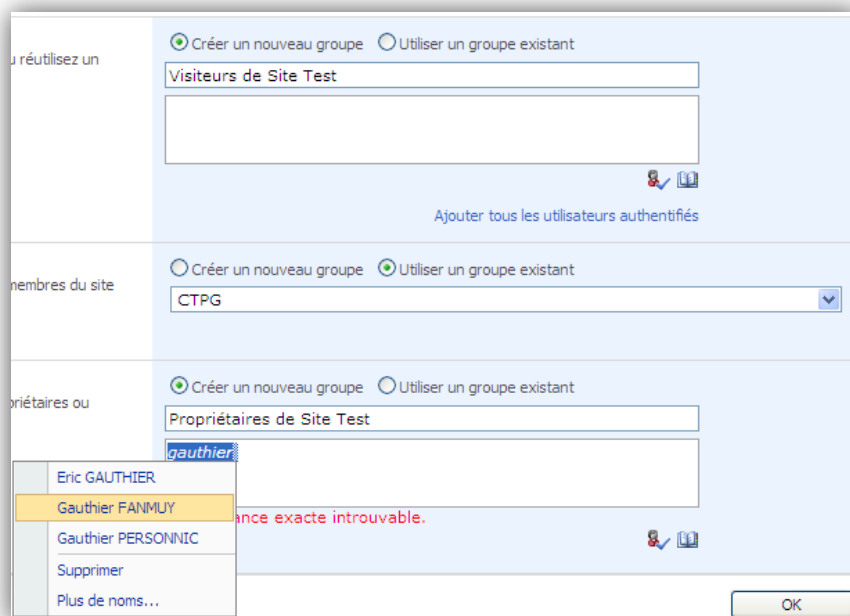 Créer un nouveau groupe Utiliser un groupe existant
réutilisez un
Visiteurs de Site Test
Ajouter tous les utilisateurs authentifiés
Créer un nouveau groupe Utiliser un groupe existant
membres du site
CTPG
Créer un nouveau groupe Utiliser un groupe existant
priétaires ou
Propriétaires de Site Test
gauthier
Eric GAUTHIER
Gauthier FANMUY
ance exacte introuvable.
Gauthier PERSONNIC
Supprimer
Plus de noms...
OK